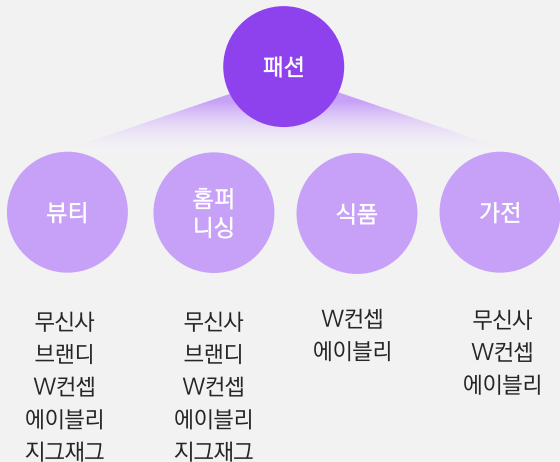 패션
뷰티
홈퍼
니싱
식품
가전
무신사
브랜디
W컨셉
에이블리
지그재그
무신사
브랜디
W컨셉
에이블리
지그재그
W컨셉
에이블리
무신사
W컨셉
에이블리